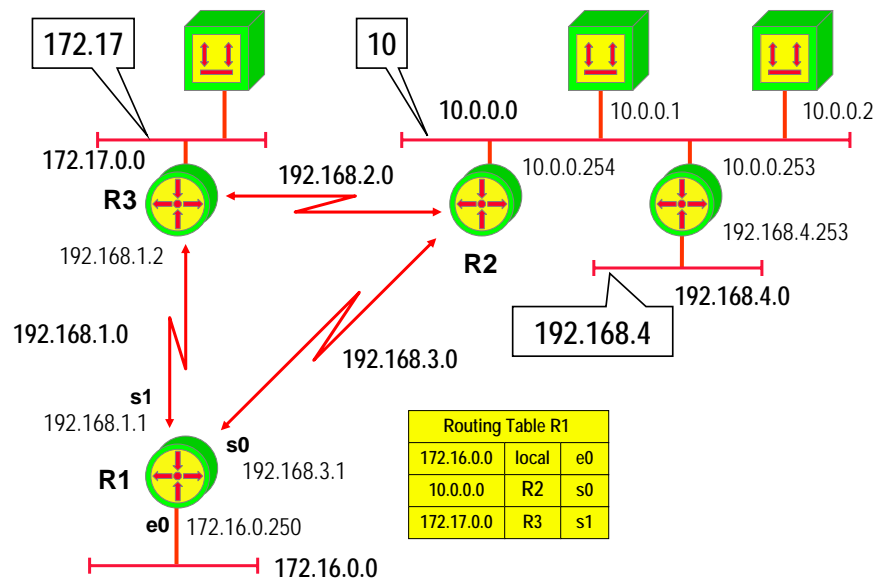 172.17
10
10.0.0.0
10.0.0.1
10.0.0.2
172.17.0.0
R3
192.168.2.0
10.0.0.254
10.0.0.253
192.168.1.2
R2
192.168.4.253
192.168.4.0
192.168.4
192.168.1.0
192.168.3.0
s1
192.168.1.1
s0
R1
192.168.3.1
e0
172.16.0.250
172.16.0.0
Routing Table R1
172.16.0.0 local e0
10.0.0.0 R2 s0
172.17.0.0 R3 s1